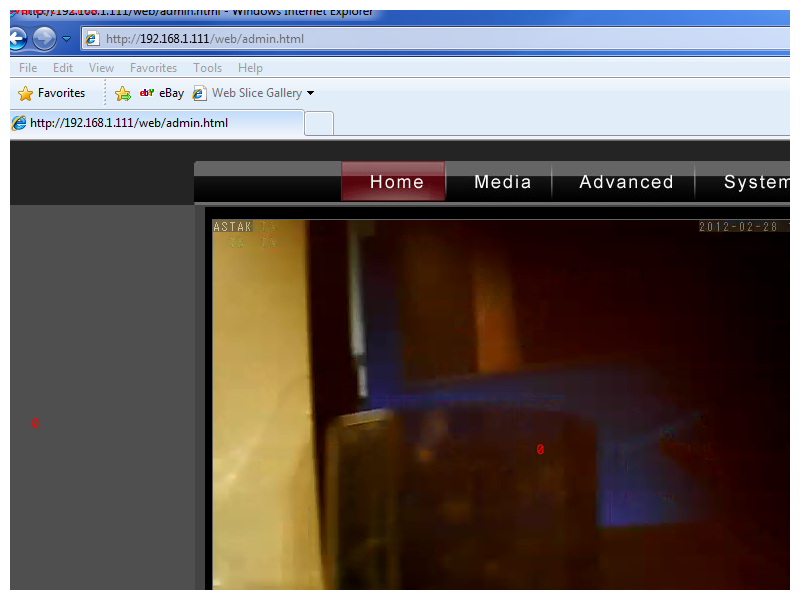 http://192.168.1.111/web/admin.html - Windows Internet Explorer
http://192.168.1.111/web/admin.html
File Edit View Favorites Tools Help
Favorites ebY eBay Web Slice Gallery
http://192.168.1.111/web/admin.html
Home Media Advanced System
ASTAK 2012-02-28
0
0